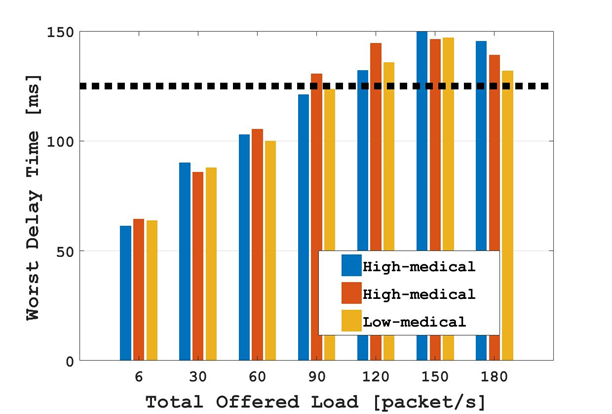 150
100
50
0
Worst Delay Time [ms]
High-medical
High-medical
Low-medical
6 30 60 90 120 150 180
Total Offered Load [packet/s]